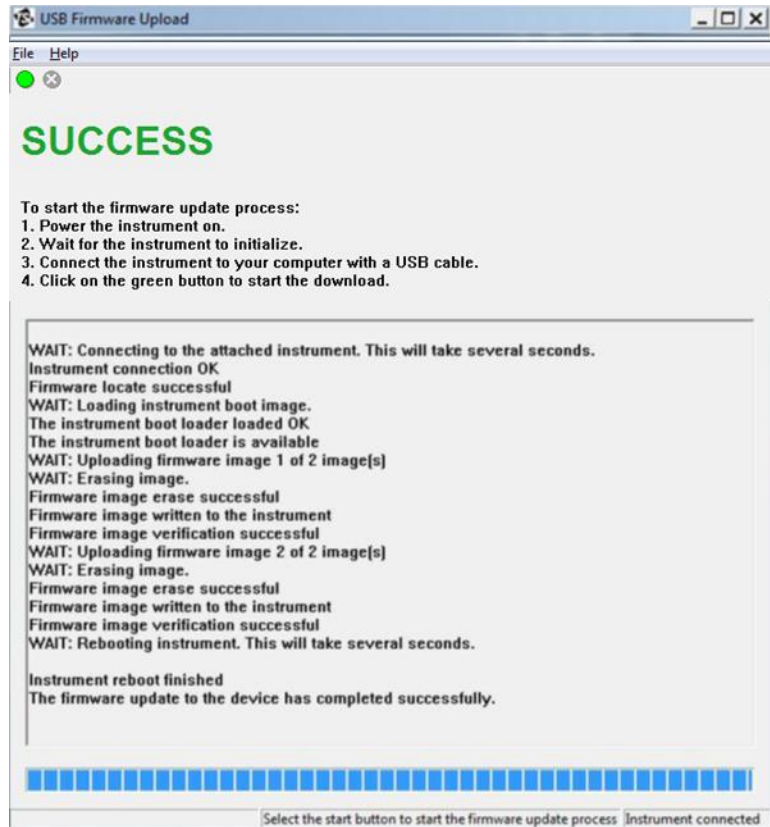 USB Firmware Upload
File Help
SUCCESS
To start the firmware update process:
1. Power the instrument on.
2. Wait for the instrument to initialize.
3. Connect the instrument to your computer with a USB cable.
4. Click on the green button to start the download.
WAIT: Connecting to the attached instrument. This will take several seconds.
Instrument connection OK
Firmware locate successful
WAIT: Loading instrument boot image.
The instrument boot loader loaded OK
The instrument boot loader is available
WAIT: Uploading firmware image 1 of 2 image(s)
WAIT: Erasing image.
Firmware image erase successful
Firmware image written to the instrument
Firmware image verification successful
WAIT: Uploading firmware image 2 of 2 image(s)
WAIT: Erasing image.
Firmware image erase successful
Firmware image written to the instrument
Firmware image verification successful
WAIT: Rebooting instrument. This will take several seconds.
Instrument reboot finished
The firmware update to the device has completed successfully.
Select the start button to start the firmware update process Instrument connected